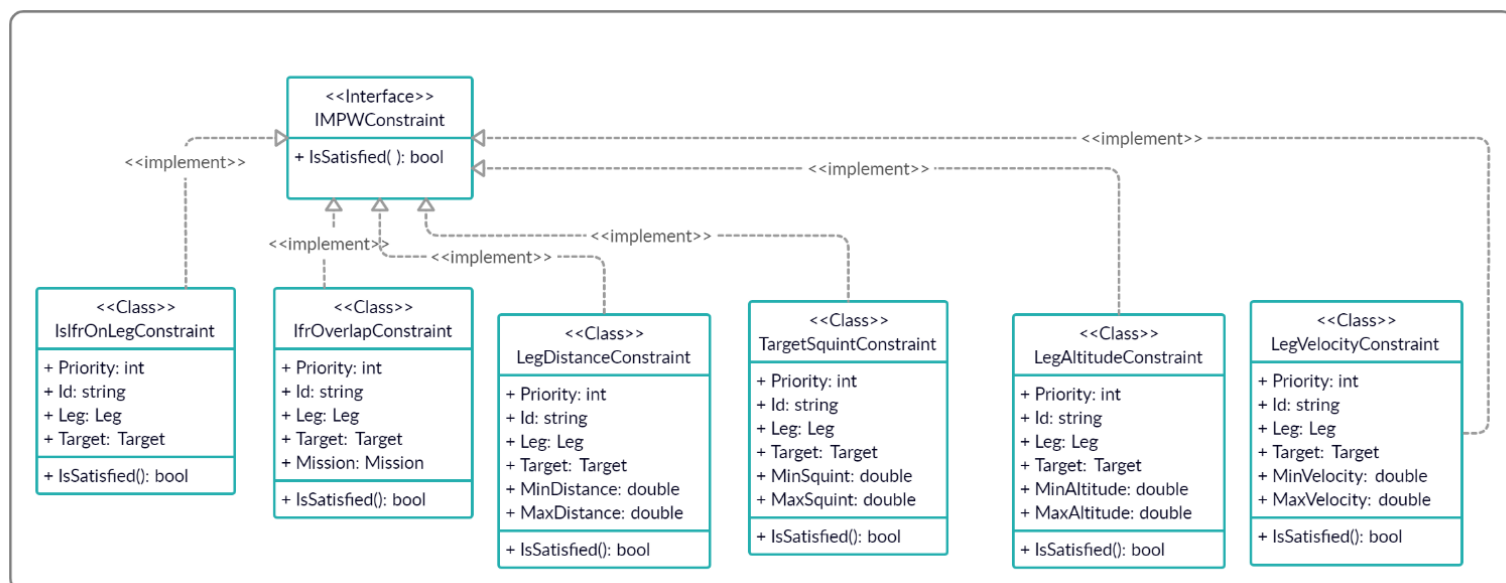 <<Interface>>
IMPWConstraint
+ IsSatisfied( ): bool
<<implement>>
<<implement>>
<<implement>>
<<implement>>
<<implement>>
<<implement>>
<<Class>>
IsIfrOnLegConstraint
+ Priority: int
+ Id: string
+ Leg: Leg
+ Target: Target
+ IsSatisfied(): bool
<<Class>>
IfrOverlapConstraint
+ Priority: int
+ Id: string
+ Leg: Leg
+ Target: Target
+ Mission: Mission
+ IsSatisfied(): bool
<<Class>>
LegDistanceConstraint
+ Priority: int
+ Id: string
+ Leg: Leg
+ Target: Target
+ MinDistance: double
+ MaxDistance: double
+ IsSatisfied(): bool
<<Class>>
TargetSquintConstraint
+ Priority: int
+ Id: string
+ Leg: Leg
+ Target: Target
+ MinSquint: double
+ MaxSquint: double
+ IsSatisfied(): bool
<<Class>>
LegAltitudeConstraint
+ Priority: int
+ Id: string
+ Leg: Leg
+ Target: Target
+ MinAltitude: double
+ MaxAltitude: double
+ IsSatisfied(): bool
<<Class>>
LegVelocityConstraint
+ Priority: int
+ Id: string
+ Leg: Leg
+ Target: Target
+ MinVelocity: double
+ MaxVelocity: double
+ IsSatisfied(): bool